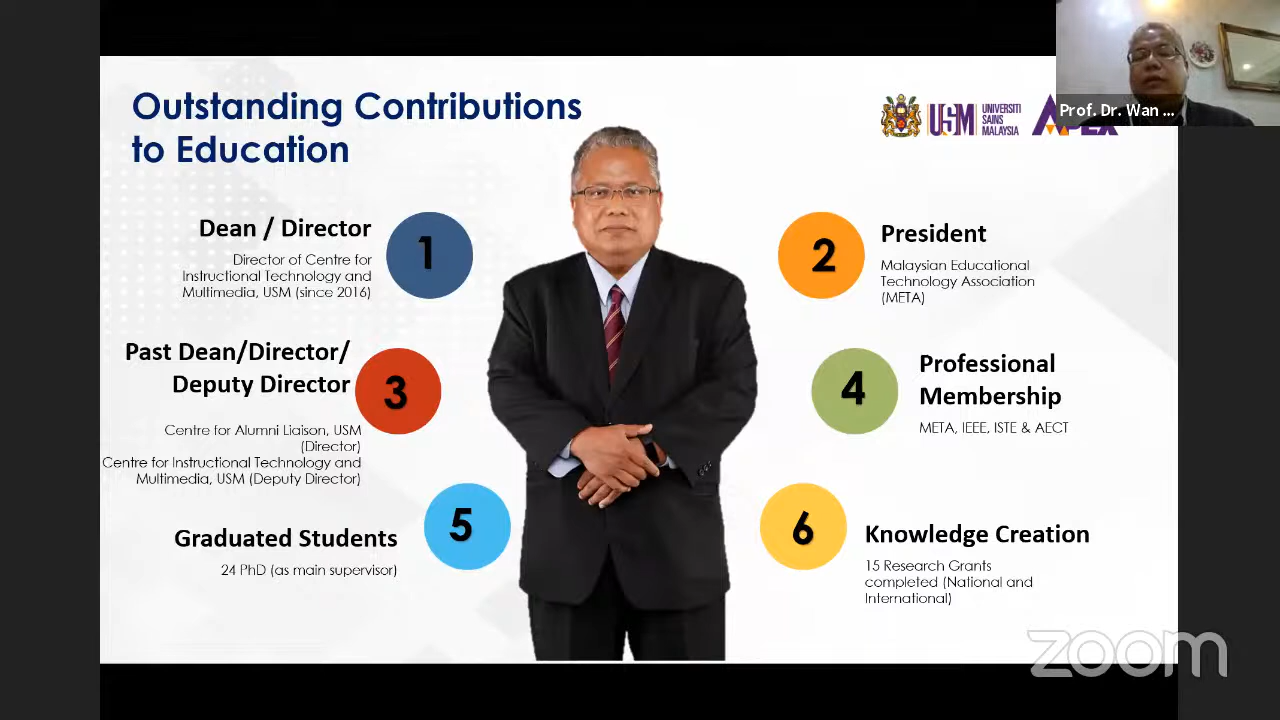 Outstanding Contributions
to Education
USM
UNIVERSITI
SAINS
MALAYSIA
APEX
Prof. Dr. Wan ...
Dean / Director
Director of Centre for
Instructional Technology and
Multimedia, USM (since 2016)
1
2
President
Malaysian Educational
Technology Association
(META)
Past Dean/Director/
Deputy Director
Centre for Alumni Liaison, USM
(Director)
Centre for Instructional Technology and
Multimedia, USM (Deputy Director)
3
4
Professional
Membership
META, IEEE, ISTE & AECT
Graduated Students
24 PhD (as main supervisor)
5
6
Knowledge Creation
15 Research Grants
completed (National and
International)
zoom